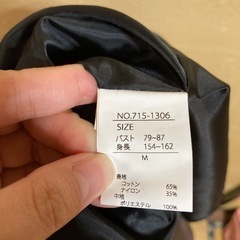 NO.715-1306
SIZE
バスト 79~87
身長 154~162
M
表地
コットン 65%
ナイロン 35%
中地
ポリエステル 100%